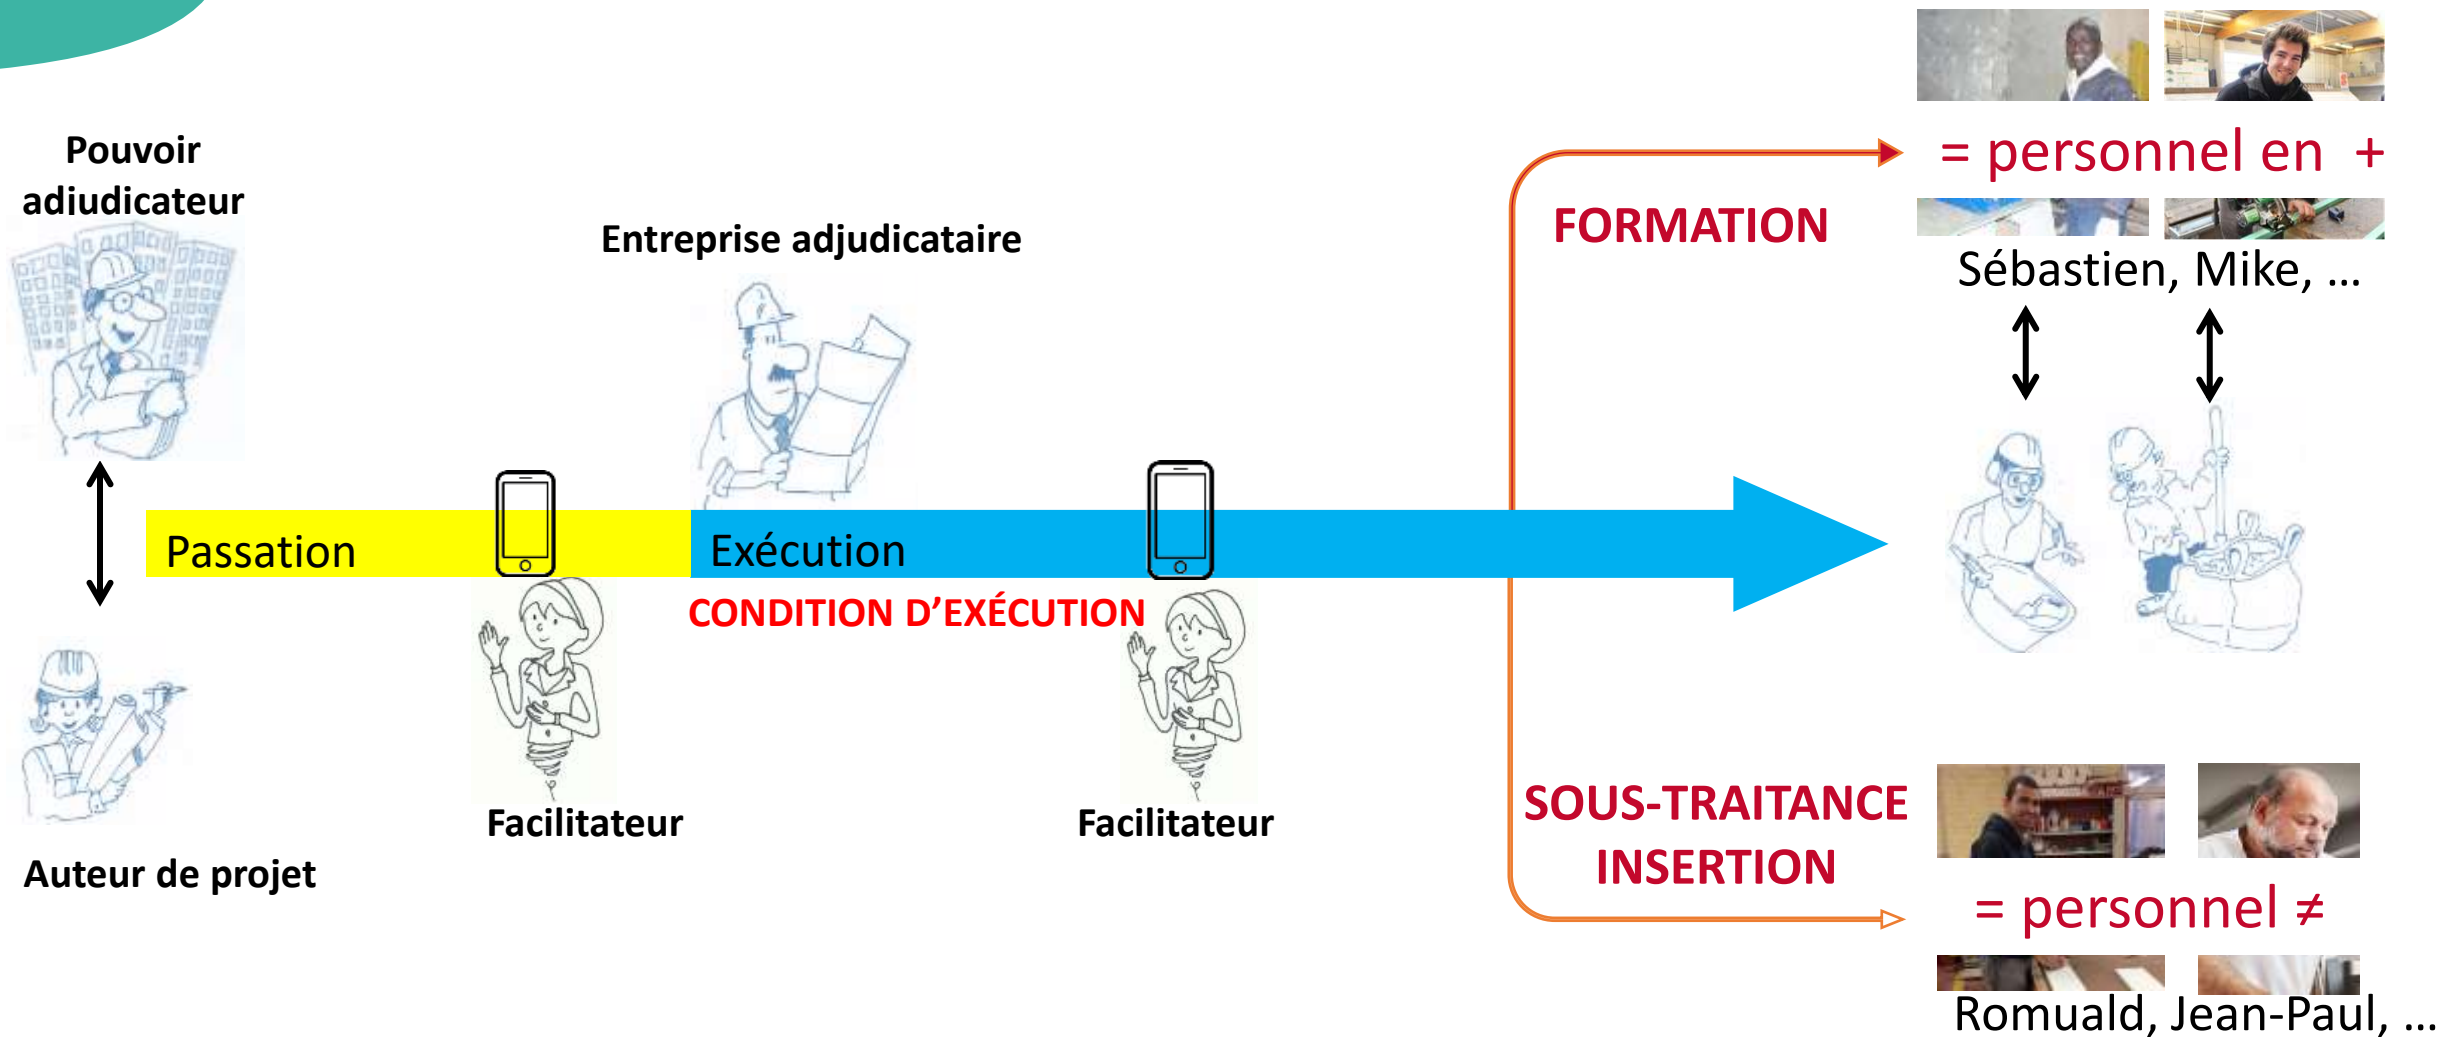 Pouvoir
adjudicateur
Entreprise adjudicataire
Passation
Exécution
CONDITION D’EXÉCUTION
Facilitateur
Facilitateur
Auteur de projet
FORMATION
= personnel en +
Sébastien, Mike, ...
SOUS-TRAITANCE
INSERTION
= personnel ≠
Romuald, Jean-Paul, ...